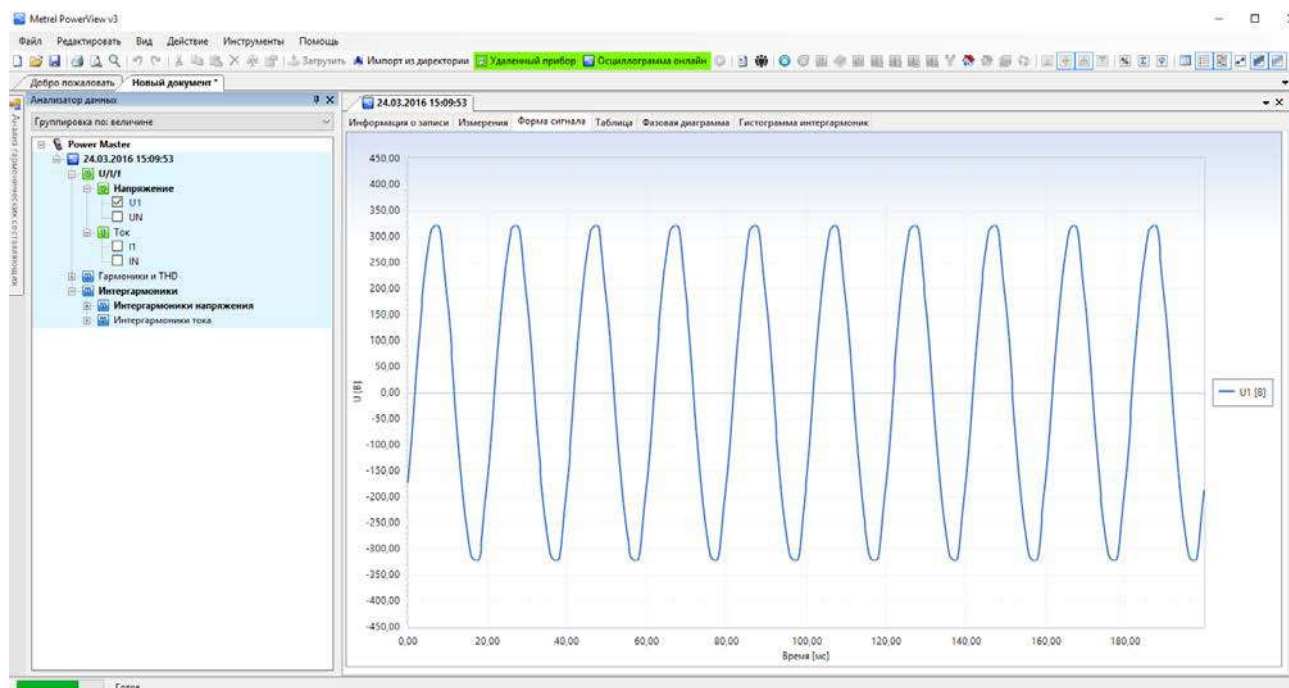 Metrel PowerView v3
Файл Редактировать Вид Действие Инструменты Помощь
Загрузить Импорт из директории Удаленный прибор Осциллограмма онлайн
Добро пожаловать Новый документ *
Анализатор данных
24.03.2016 15:09:53
Группировка по: величине
Информация о записи Измерения Форма сигнала Таблица Фазовая диаграмма Гистограмма интергармоник
Анализ гармонических составляющих
Power Master
24.03.2016 15:09:53
U/I/f
Напряжение
U1
UN
Ток
I1
IN
Гармоники и THD
Интергармоники
Интергармоники напряжения
Интергармоники тока
450,00
400,00
350,00
300,00
250,00
200,00
150,00
100,00
50,00
0,00
-50,00
-100,00
-150,00
-200,00
-250,00
-300,00
-350,00
-400,00
-450,00
U [В]
U1 [В]
0,00 20,00 40,00 60,00 80,00 100,00 120,00 140,00 160,00 180,00
Время [мс]
Готов